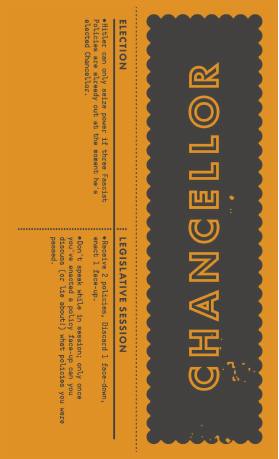 CHANCELLOR
ELECTION
•Hitler can only seize power if three Fascist
Policies are already out at the moment he's
elected Chancellor.
LEGISLATIVE SESSION
•Receive 2 policies, Discard 1 face-down,
enact 1 face-up.
•Don't speak while in session; only once
you've enacted a policy face-up can you
discuss (or lie about!) what policies you were
passed.